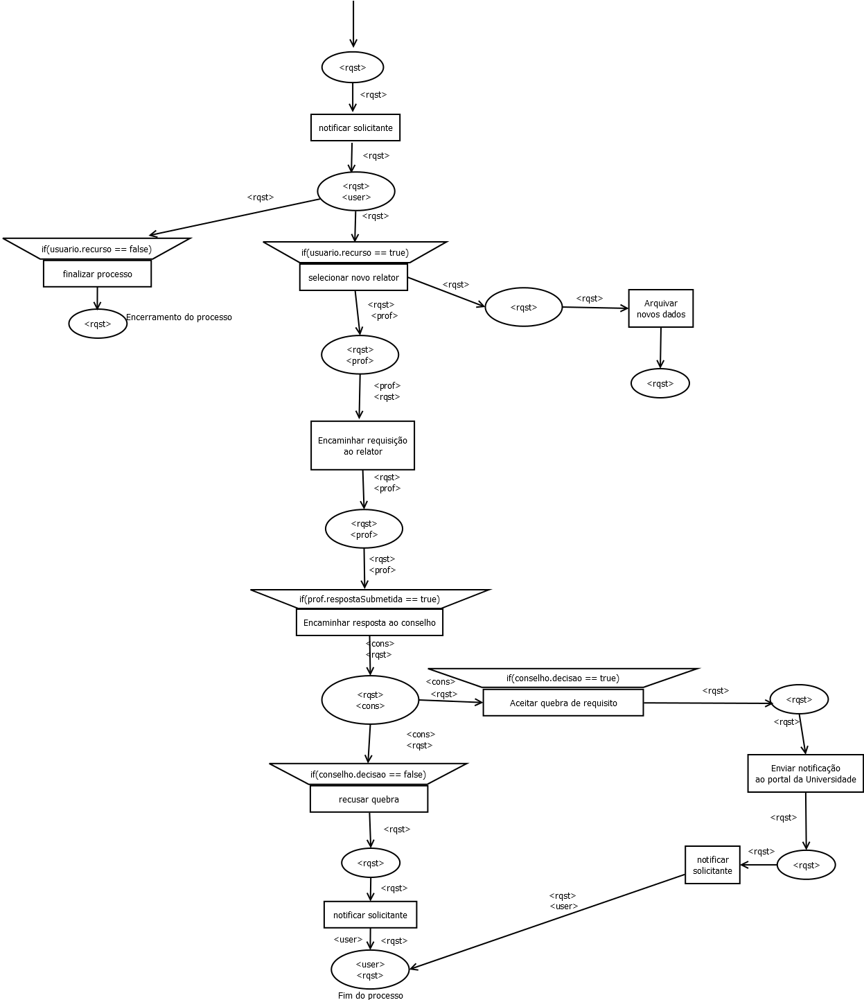 <rqst>
<rqst>
notificar solicitante
<rqst>
<rqst>
<user>
<rqst>
<rqst>
if(usuario.recurso == false)
finalizar processo
<rqst>
Encerramento do processo
if(usuario.recurso == true)
selecionar novo relator
<rqst>
<rqst>
<rqst>
Arquivar
novos dados
<rqst>
<rqst>
<prof>
<rqst>
<prof>
<prof>
<rqst>
Encaminhar requisição
ao relator
<rqst>
<prof>
<rqst>
<prof>
<rqst>
<prof>
if(prof.respostaSubmetida == true)
Encaminhar resposta ao conselho
<cons>
<rqst>
<rqst>
<cons>
<cons>
<rqst>
if(conselho.decisao == true)
Aceitar quebra de requisito
<rqst>
<rqst>
<rqst>
Enviar notificação
ao portal da Universidade
<rqst>
<rqst>
<rqst>
notificar
solicitante
<rqst>
<user>
<cons>
<rqst>
if(conselho.decisao == false)
recusar quebra
<rqst>
<rqst>
<rqst>
notificar solicitante
<user>
<rqst>
<user>
<rqst>
Fim do processo